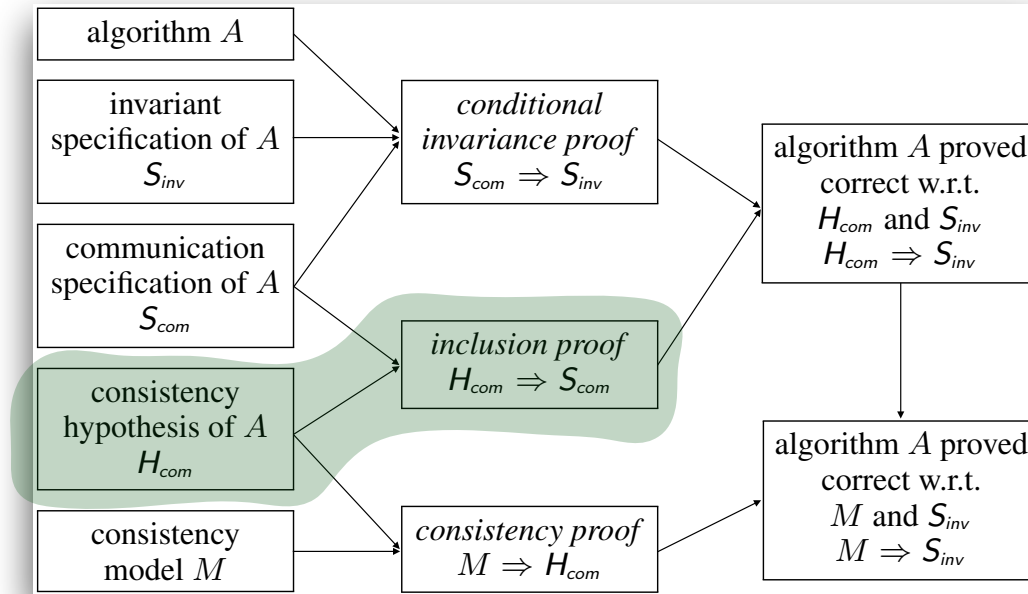 algorithm A
invariant
specification of A
S_inv
communication
specification of A
S_com
consistency
hypothesis of A
H_com
consistency
model M
conditional
invariance proof
S_com ⇒ S_inv
inclusion proof
H_com ⇒ S_com
consistency proof
M ⇒ H_com
algorithm A proved
correct w.r.t.
H_com and S_inv
H_com ⇒ S_inv
algorithm A proved
correct w.r.t.
M and S_inv
M ⇒ S_inv